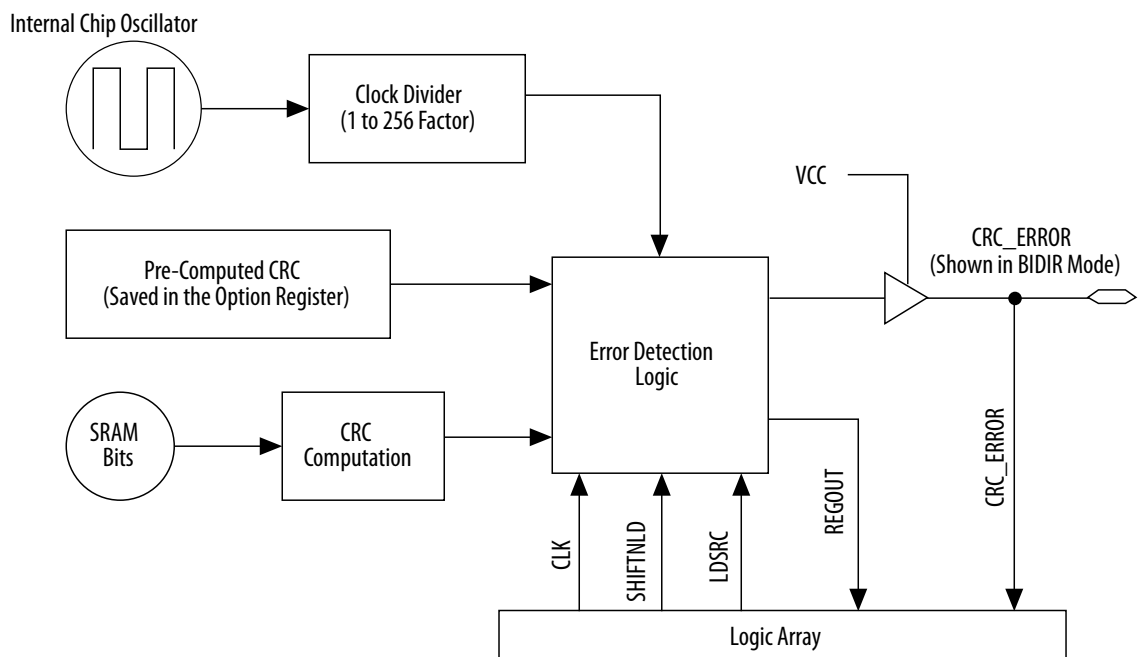 Internal Chip Oscillator
Clock Divider
(1 to 256 Factor)
VCC
CRC_ERROR
(Shown in BIDIR Mode)
Pre-Computed CRC
(Saved in the Option Register)
Error Detection
Logic
SRAM
Bits
CRC
Computation
CLK
SHIFTNLD
LDSRC
REGOUT
CRC_ERROR
Logic Array